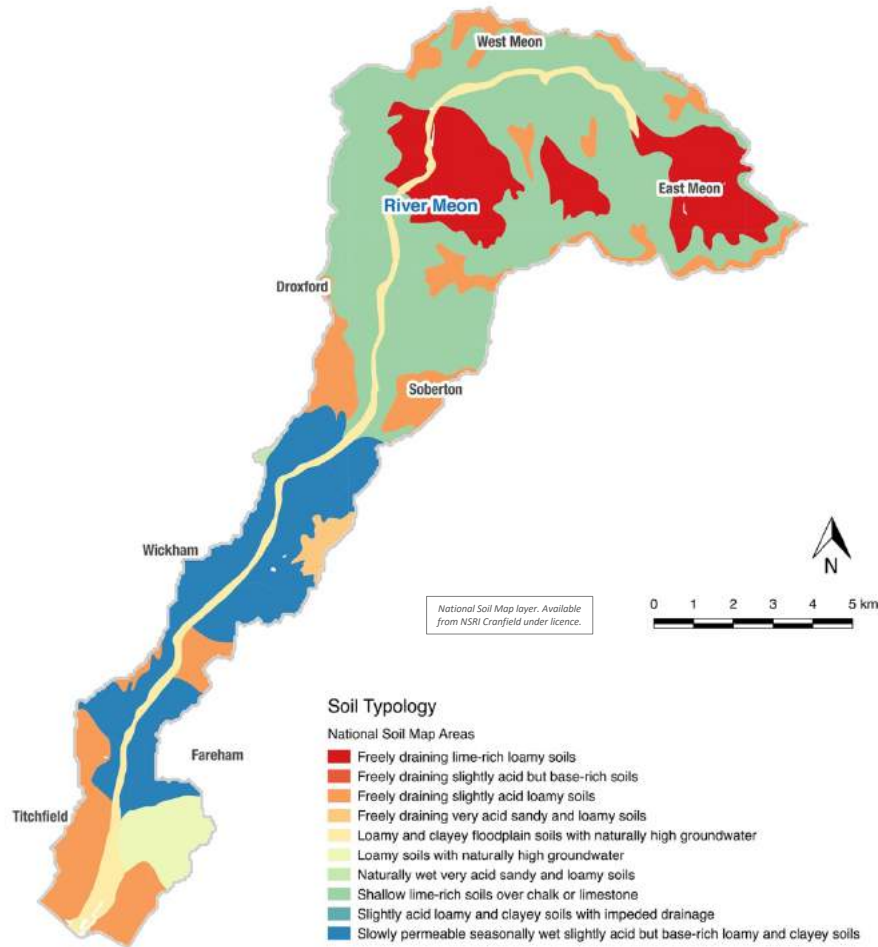 West Meon
East Meon
River Meon
Droxford
Soberton
Wickham
N
National Soil Map layer. Available
from NSRI Cranfield under licence.
0 1 2 3 4 5 km
Soil Typology
National Soil Map Areas
Fareham
Freely draining lime-rich loamy soils
Freely draining slightly acid but base-rich soils
Freely draining slightly acid loamy soils
Titchfield
Freely draining very acid sandy and loamy soils
Loamy and clayey floodplain soils with naturally high groundwater
Loamy soils with naturally high groundwater
Naturally wet very acid sandy and loamy soils
Shallow lime-rich soils over chalk or limestone
Slightly acid loamy and clayey soils with impeded drainage
Slowly permeable seasonally wet slightly acid but base-rich loamy and clayey soils